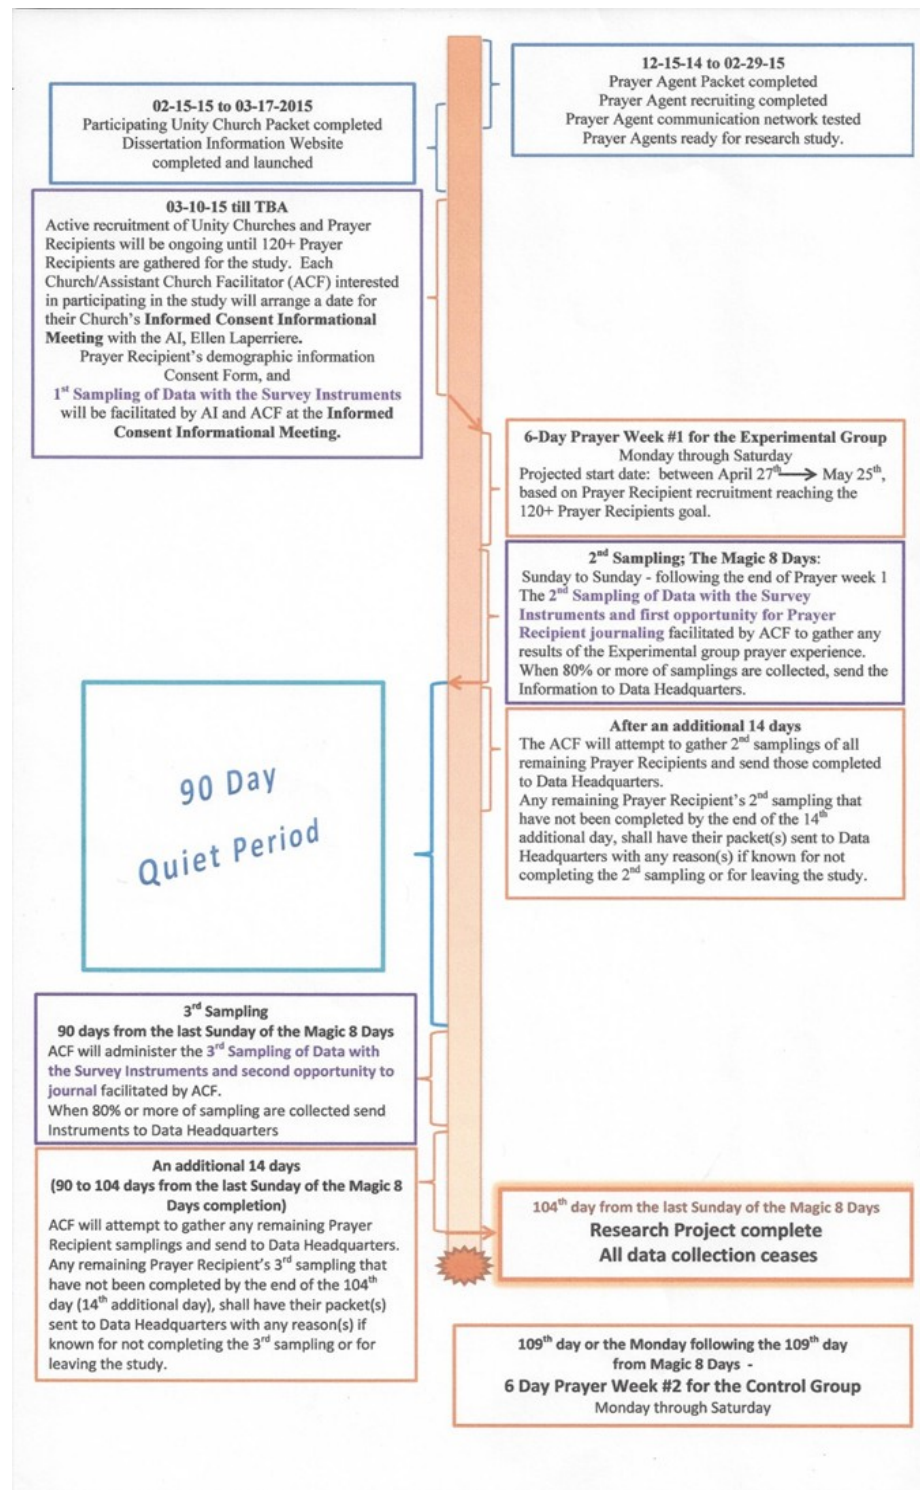 12-15-14 to 02-29-15
Prayer Agent Packet completed
Prayer Agent recruiting completed
Prayer Agent communication network tested
Prayer Agents ready for research study.
02-15-15 to 03-17-2015
Participating Unity Church Packet completed
Dissertation Information Website
completed and launched
03-10-15 till TBA
Active recruitment of Unity Churches and Prayer
Recipients will be ongoing until 120+ Prayer
Recipients are gathered for the study. Each
Church/Assistant Church Facilitator (ACF) interested
in participating in the study will arrange a date for
their Church's Informed Consent Informational
Meeting with the AI, Ellen Laperriere.
Prayer Recipient's demographic information
Consent Form, and
1st Sampling of Data with the Survey Instruments
will be facilitated by AI and ACF at the Informed
Consent Informational Meeting.
6-Day Prayer Week #1 for the Experimental Group
Monday through Saturday
Projected start date: between April 27th → May 25th,
based on Prayer Recipient recruitment reaching the
120+ Prayer Recipients goal.
2nd Sampling; The Magic 8 Days:
Sunday to Sunday - following the end of Prayer week 1
The 2nd Sampling of Data with the Survey
Instruments and first opportunity for Prayer
Recipient journaling facilitated by ACF to gather any
results of the Experimental group prayer experience.
When 80% or more of samplings are collected, send the
Information to Data Headquarters.
After an additional 14 days
The ACF will attempt to gather 2nd samplings of all
remaining Prayer Recipients and send those completed
to Data Headquarters.
Any remaining Prayer Recipient's 2nd sampling that
have not been completed by the end of the 14th
additional day, shall have their packet(s) sent to Data
Headquarters with any reason(s) if known for not
completing the 2nd sampling or for leaving the study.
90 Day
Quiet Period
3rd Sampling
90 days from the last Sunday of the Magic 8 Days
ACF will administer the 3rd Sampling of Data with
the Survey Instruments and second opportunity to
journal facilitated by ACF.
When 80% or more of sampling are collected send
Instruments to Data Headquarters
An additional 14 days
(90 to 104 days from the last Sunday of the Magic 8
Days completion)
ACF will attempt to gather any remaining Prayer
Recipient samplings and send to Data Headquarters.
Any remaining Prayer Recipient's 3rd sampling that
have not been completed by the end of the 104th
day (14th additional day), shall have their packet(s)
sent to Data Headquarters with any reason(s) if
known for not completing the 3rd sampling or for
leaving the study.
104th day from the last Sunday of the Magic 8 Days
Research Project complete
All data collection ceases
109th day or the Monday following the 109th day
from Magic 8 Days -
6 Day Prayer Week #2 for the Control Group
Monday through Saturday